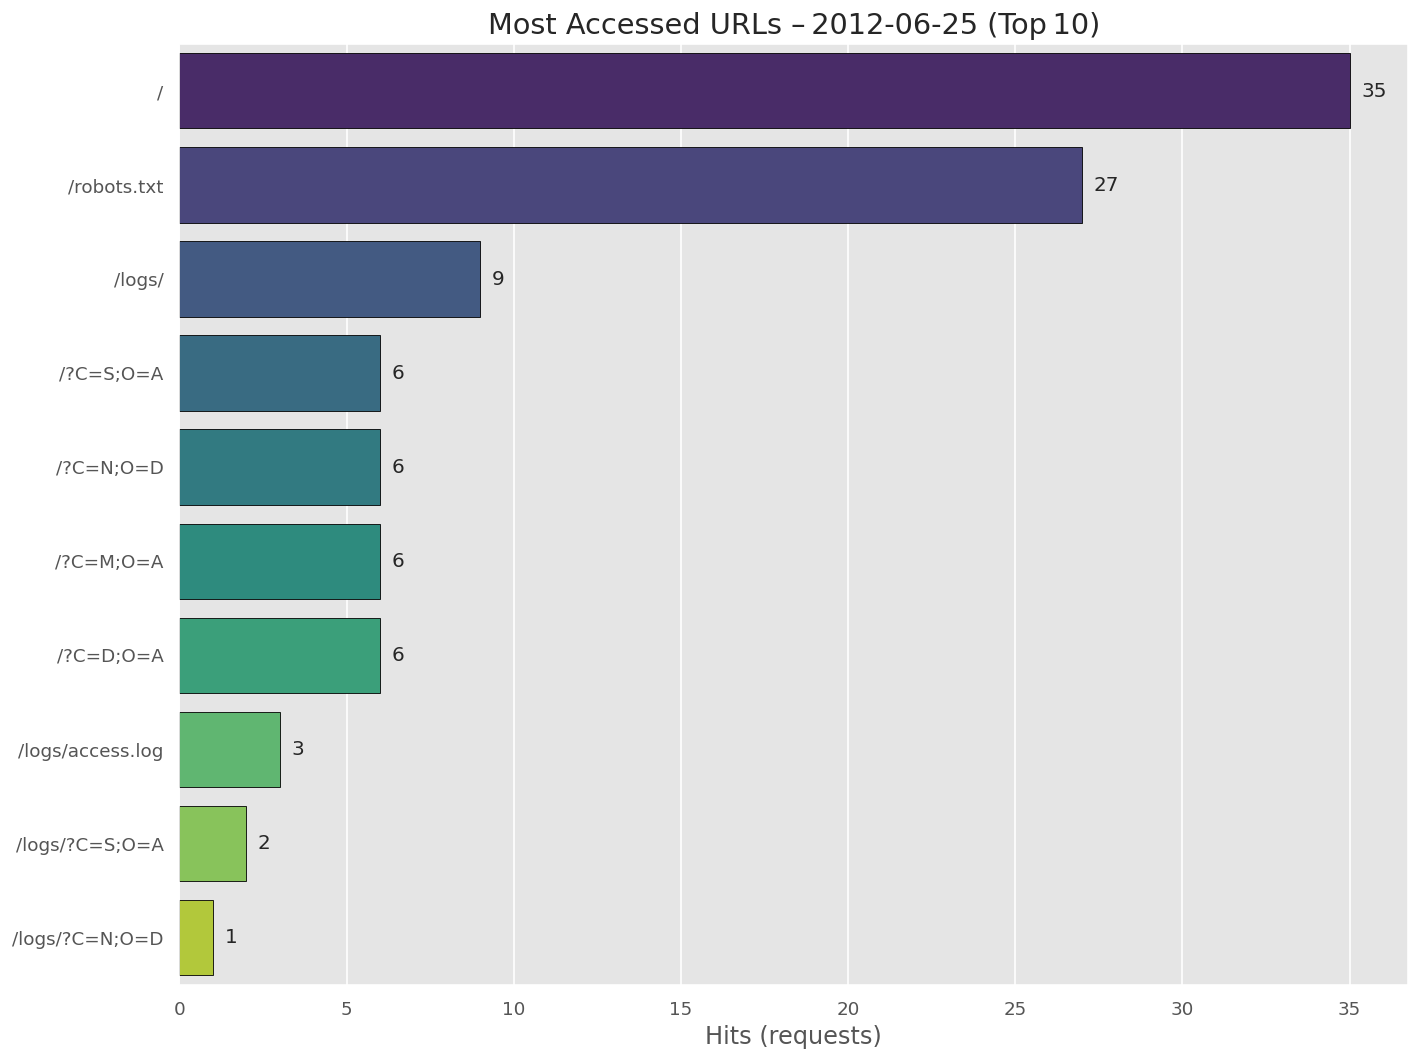 Most Accessed URLs – 2012-06-25 (Top 10)
/ 35
/robots.txt 27
/logs/ 9
/?C=S;O=A 6
/?C=N;O=D 6
/?C=M;O=A 6
/?C=D;O=A 6
/logs/access.log 3
/logs/?C=S;O=A 2
/logs/?C=N;O=D 1
0 5 10 15 20 25 30 35
Hits (requests)